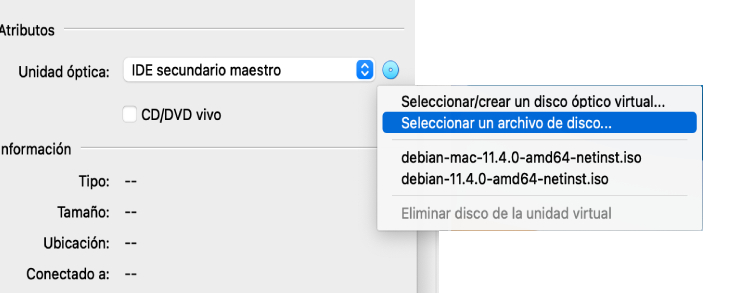 Atributos
Unidad óptica: IDE secundario maestro
CD/DVD vivo
Seleccionar/crear un disco óptico virtual...
Seleccionar un archivo de disco...
debian-mac-11.4.0-amd64-netinst.iso
debian-11.4.0-amd64-netinst.iso
Eliminar disco de la unidad virtual
nformación
Tipo: --
Tamaño: --
Ubicación: --
Conectado a: --